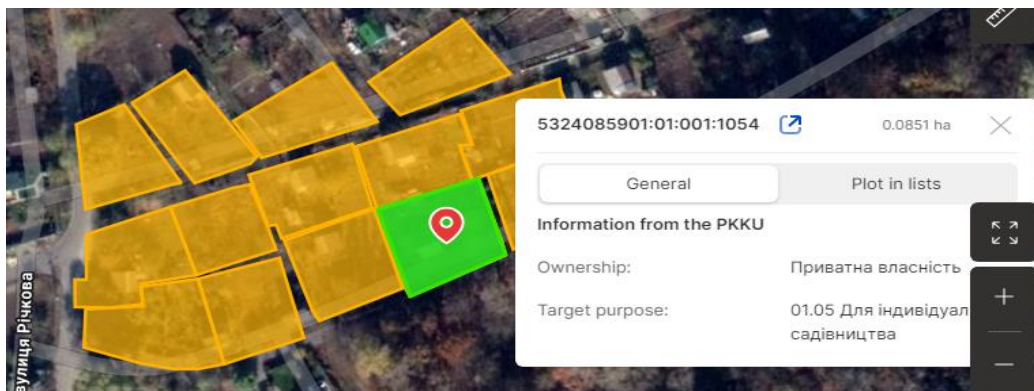 5324085901:01:001:1054
0.0851 ha
General
Plot in lists
Information from the PKKU
Ownership:
Приватна власність
Target purpose:
01.05 Для індивідуал
садівництва
вулиця Річкова